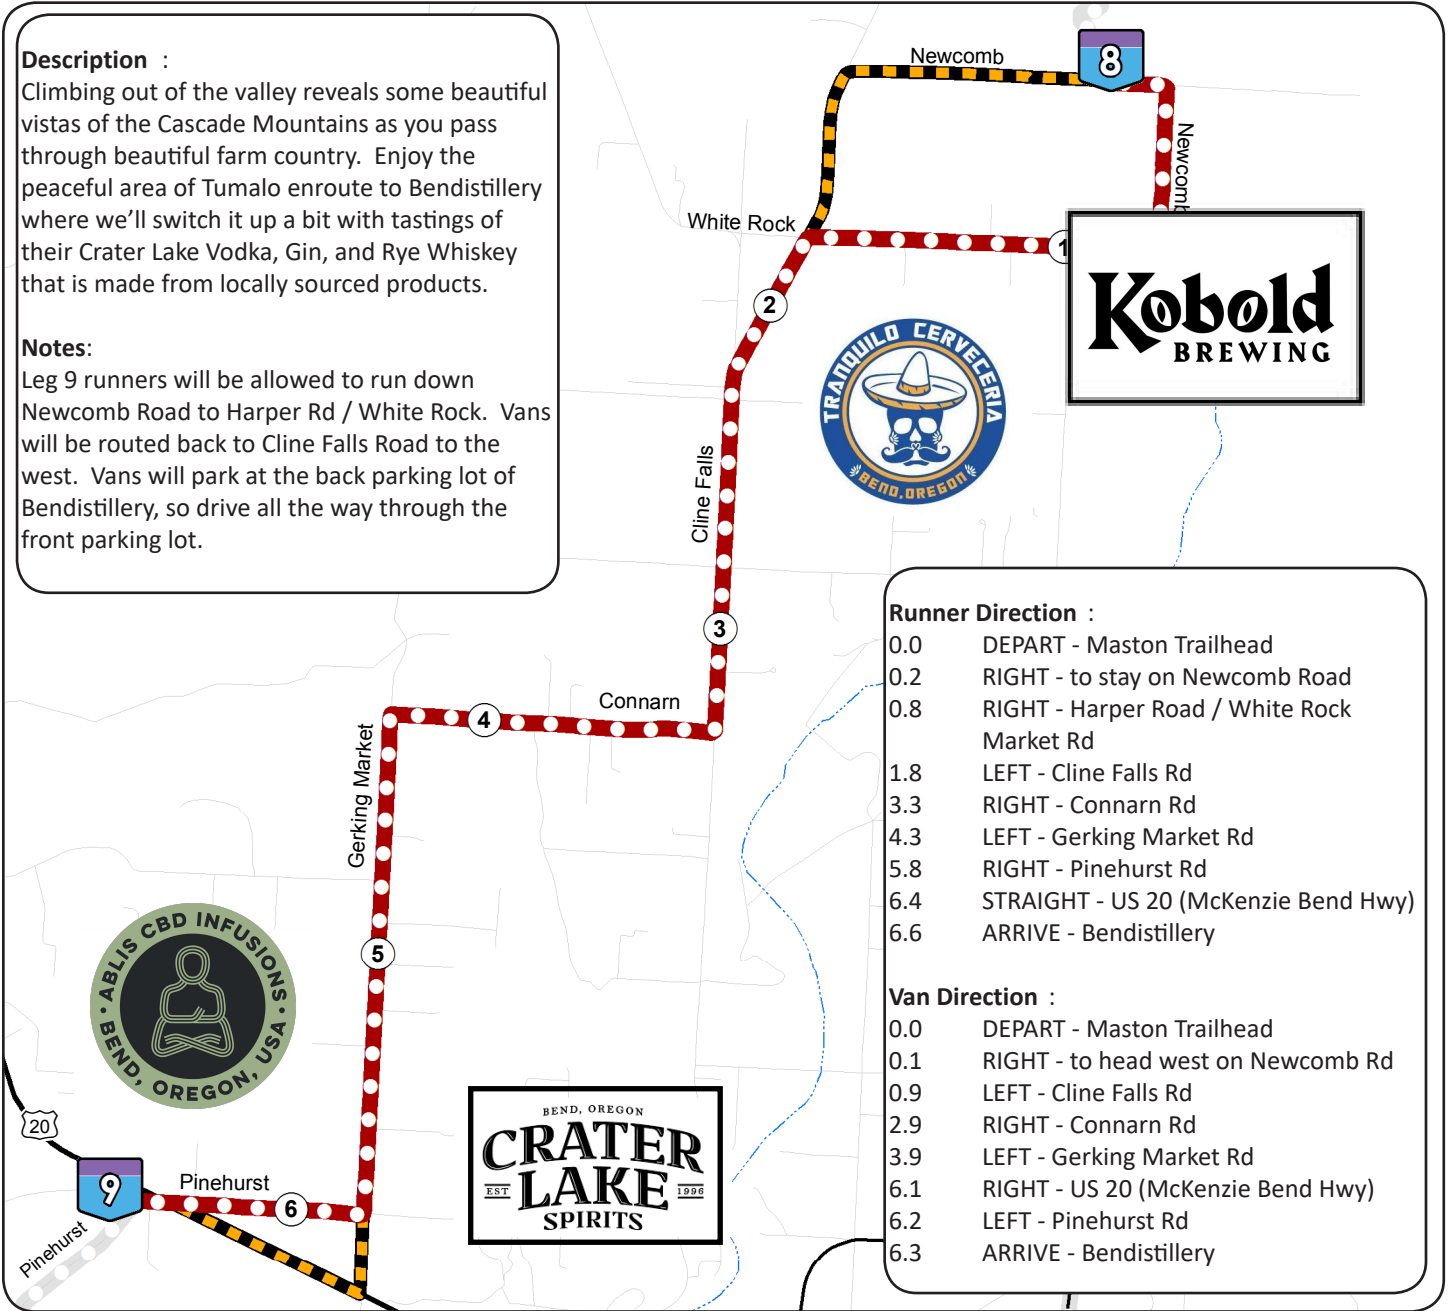 Description :
Climbing out of the valley reveals some beautiful
vistas of the Cascade Mountains as you pass
through beautiful farm country. Enjoy the
peaceful area of Tumalo enroute to Bendistillery
where we'll switch it up a bit with tastings of
their Crater Lake Vodka, Gin, and Rye Whiskey
that is made from locally sourced products.
Notes:
Leg 9 runners will be allowed to run down
Newcomb Road to Harper Rd / White Rock. Vans
will be routed back to Cline Falls Road to the
west. Vans will park at the back parking lot of
Bendistillery, so drive all the way through the
front parking lot.
Newcomb
8
Newcomb
White Rock
1
2
Kobold
BREWING
TRANQUILO CERVECERIA
BEND, OREGON
Cline Falls
3
Connarn
4
Gerking Market
5
ABLIS CBD INFUSIONS
BEND, OREGON, USA
20
9
Pinehurst
6
Pinehurst
BEND, OREGON
CRATER
LAKE
EST 1996
SPIRITS
Runner Direction :
0.0 DEPART - Maston Trailhead
0.2 RIGHT - to stay on Newcomb Road
0.8 RIGHT - Harper Road / White Rock
Market Rd
1.8 LEFT - Cline Falls Rd
3.3 RIGHT - Connarn Rd
4.3 LEFT - Gerking Market Rd
5.8 RIGHT - Pinehurst Rd
6.4 STRAIGHT - US 20 (McKenzie Bend Hwy)
6.6 ARRIVE - Bendistillery
Van Direction :
0.0 DEPART - Maston Trailhead
0.1 RIGHT - to head west on Newcomb Rd
0.9 LEFT - Cline Falls Rd
2.9 RIGHT - Connarn Rd
3.9 LEFT - Gerking Market Rd
6.1 RIGHT - US 20 (McKenzie Bend Hwy)
6.2 LEFT - Pinehurst Rd
6.3 ARRIVE - Bendistillery